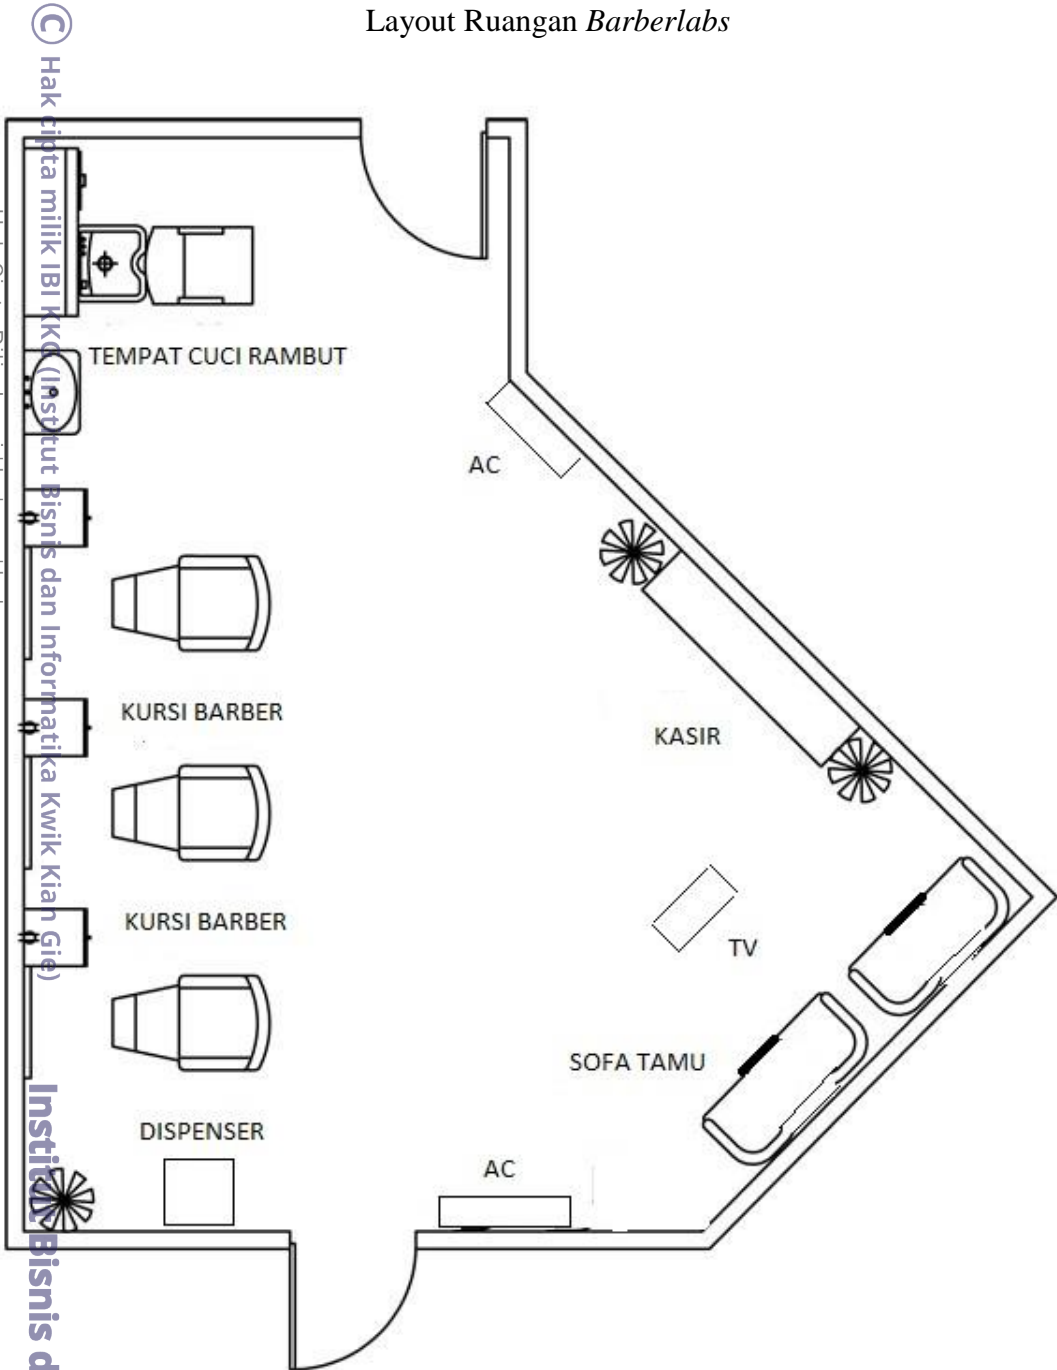 Layout Ruangan Barberlabs
© Hak cipta milik IBI KKG (Institut Bisnis dan Informatika Kwik Kian Gie)
TEMPAT CUCI RAMBUT
AC
KURSI BARBER
KASIR
KURSI BARBER
TV
SOFA TAMU
DISPENSER
AC
Institut Bisnis d